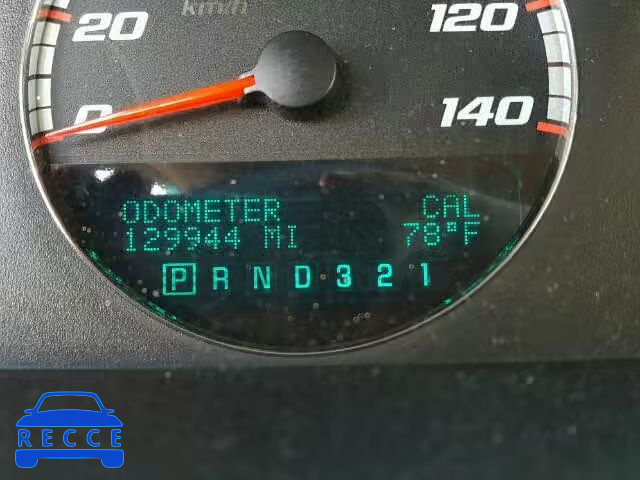 km/h
20
120
0
140
ODOMETER CAL
129944 MI 78°F
P R N D 3 2 1
RECCE